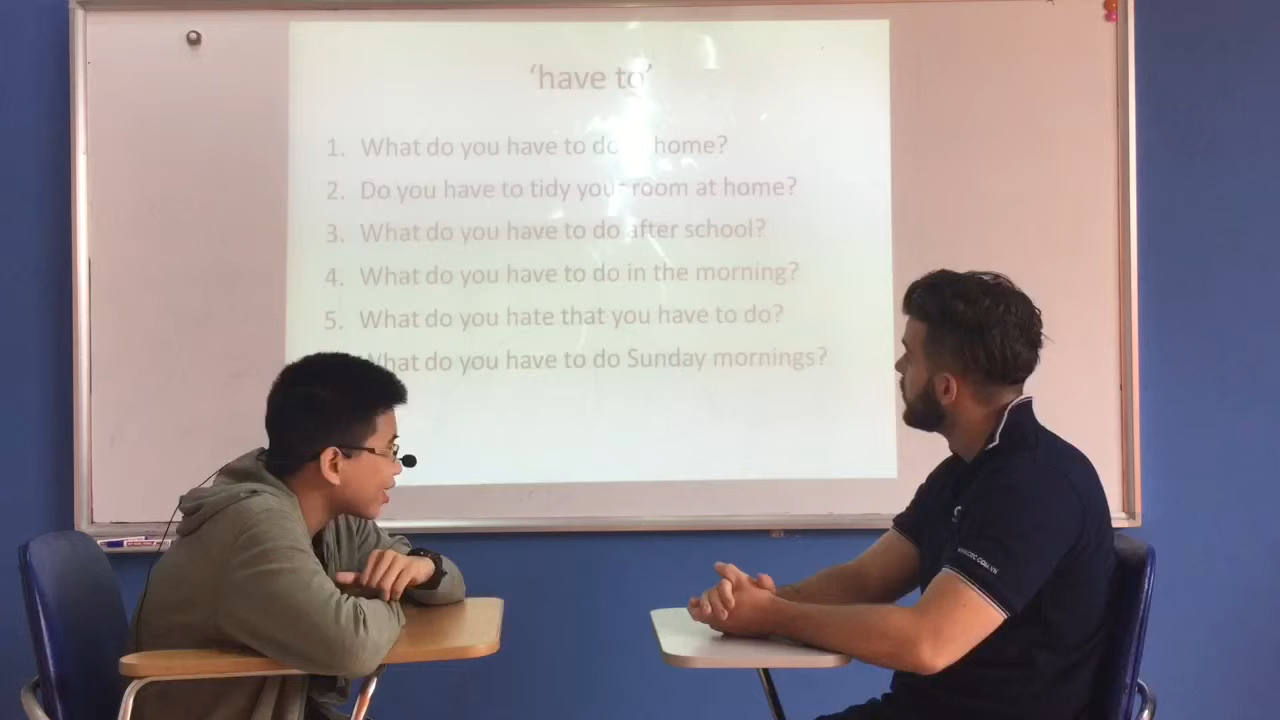 ‘have to’
1. What do you have to do home?
2. Do you have to tidy your room at home?
3. What do you have to do after school?
4. What do you have to do in the morning?
5. What do you hate that you have to do?
What do you have to do Sunday mornings?